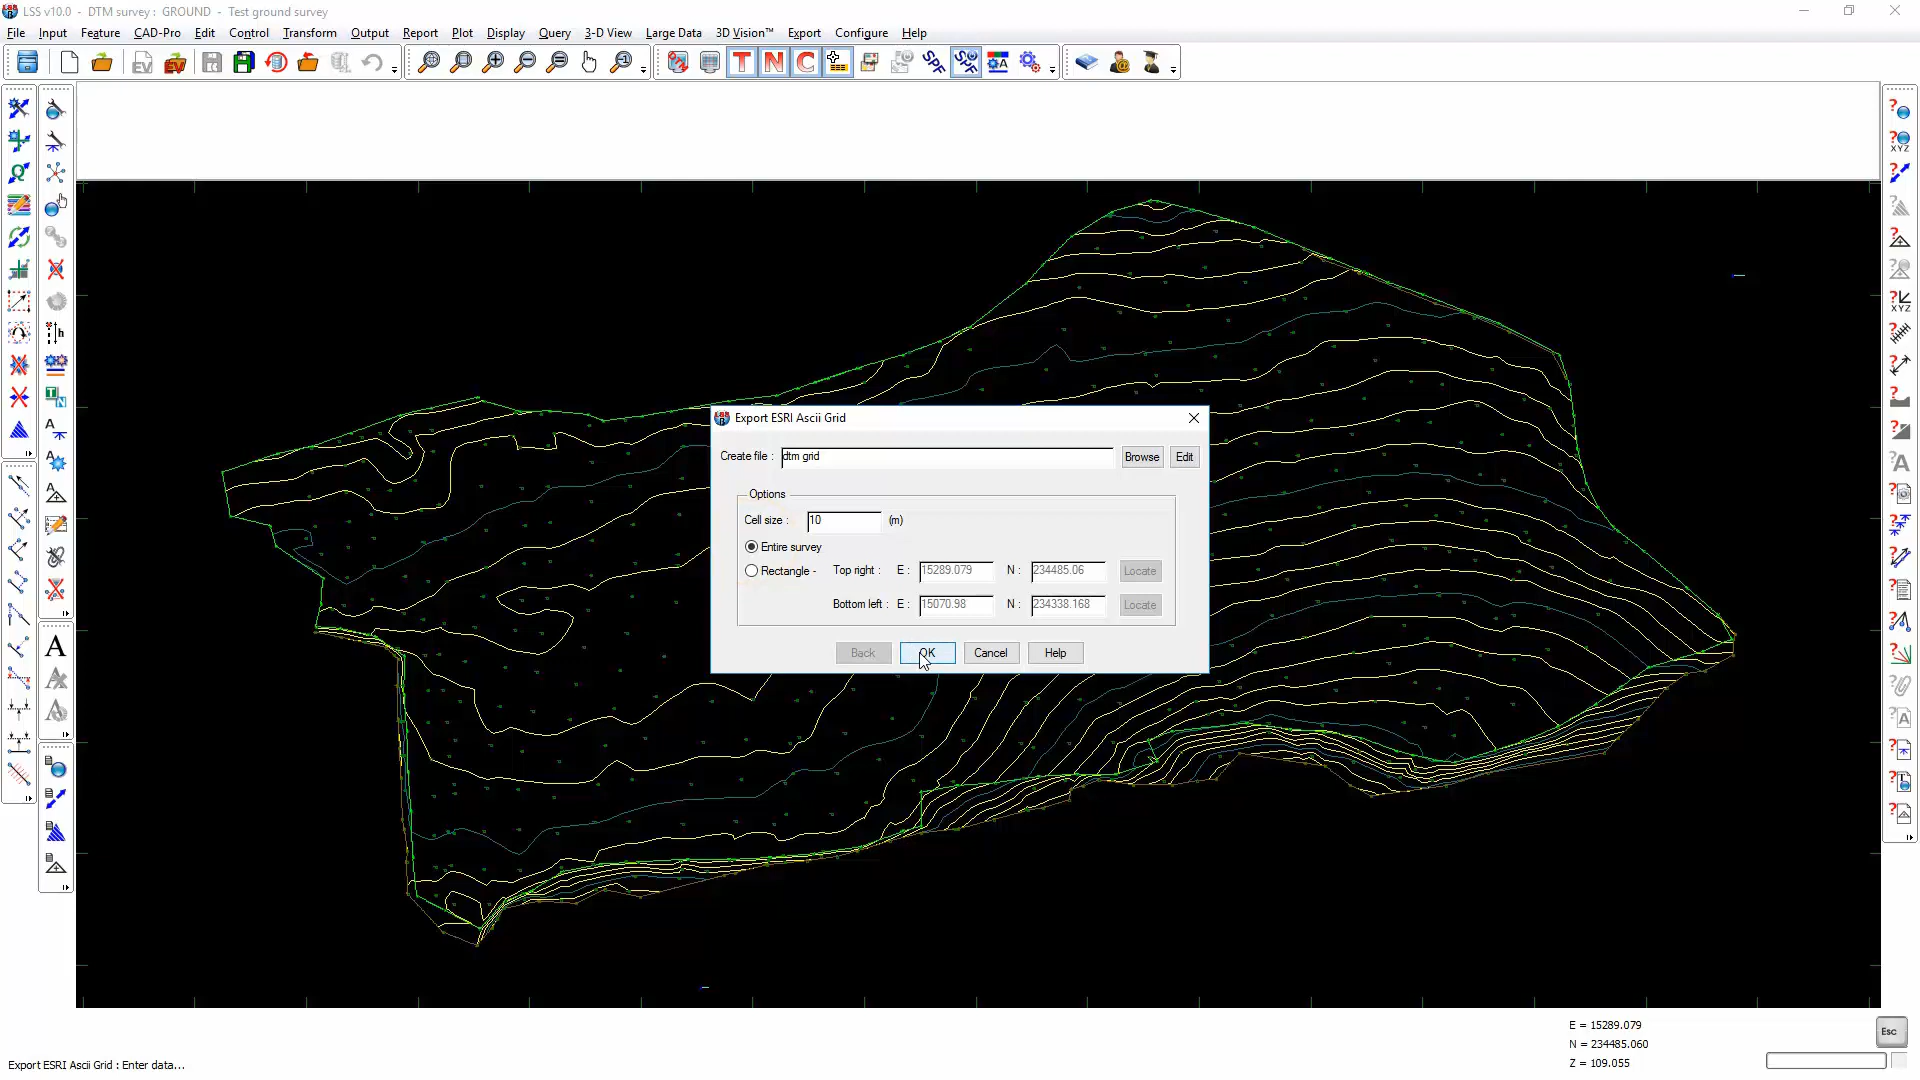 LSS v10.0 - DTM survey : GROUND - Test ground survey
File Input Feature CAD-Pro Edit Control Transform Output Report Plot Display Query 3-D View Large Data 3D Vision™ Export Configure Help
T N C SPF
Export ESRI Ascii Grid
Create file : dtm grid Browse Edit
Options
Cell size : 10 (m)
Entire survey
Rectangle - Top right : E : 15289.079 N : 234485.06 Locate
Bottom left : E : 15070.98 N : 234338.168 Locate
Back OK Cancel Help
E = 15289.079
N = 234485.060
Z = 109.055
Esc
Export ESRI Ascii Grid : Enter data...